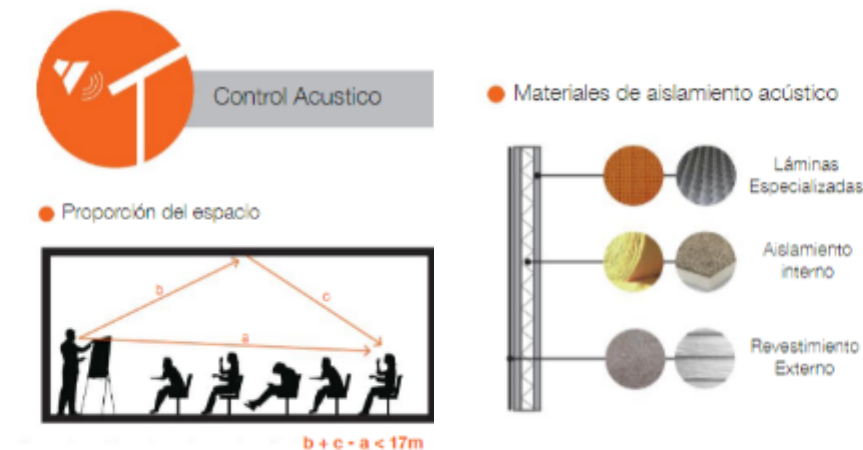 Control Acustico
Proporción del espacio
b
c
a
b + c - a < 17m
Materiales de aislamiento acústico
Láminas
Especializadas
Aislamiento
interno
Revestimiento
Externo